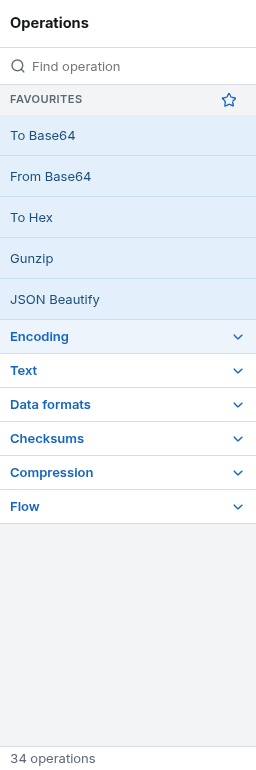 Operations
Find operation
FAVOURITES
To Base64
From Base64
To Hex
Gunzip
JSON Beautify
Encoding
Text
Data formats
Checksums
Compression
Flow
34 operations